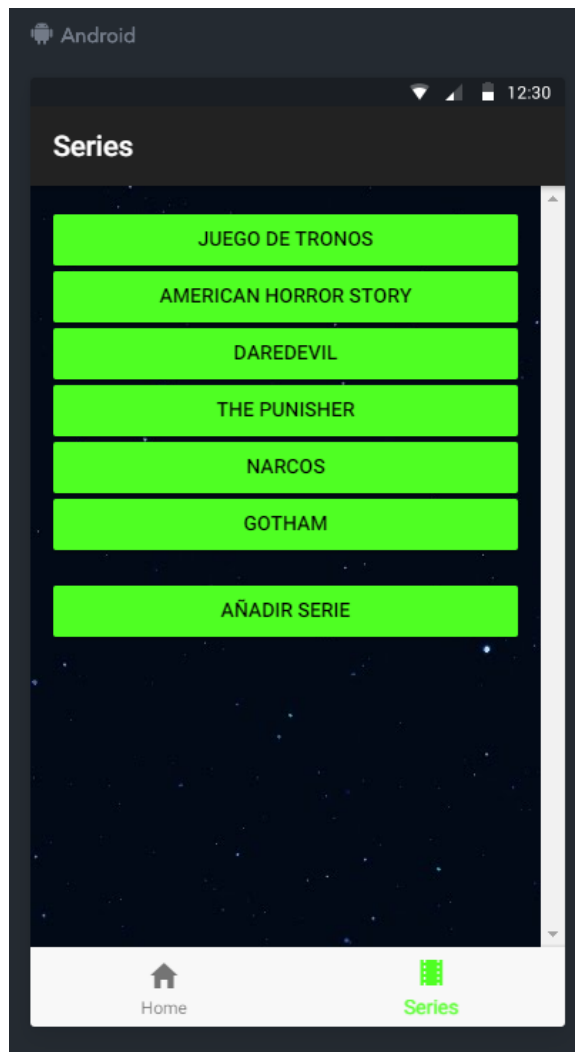 Android
12:30
Series
JUEGO DE TRONOS
AMERICAN HORROR STORY
DAREDEVIL
THE PUNISHER
NARCOS
GOTHAM
AÑADIR SERIE
Home
Series